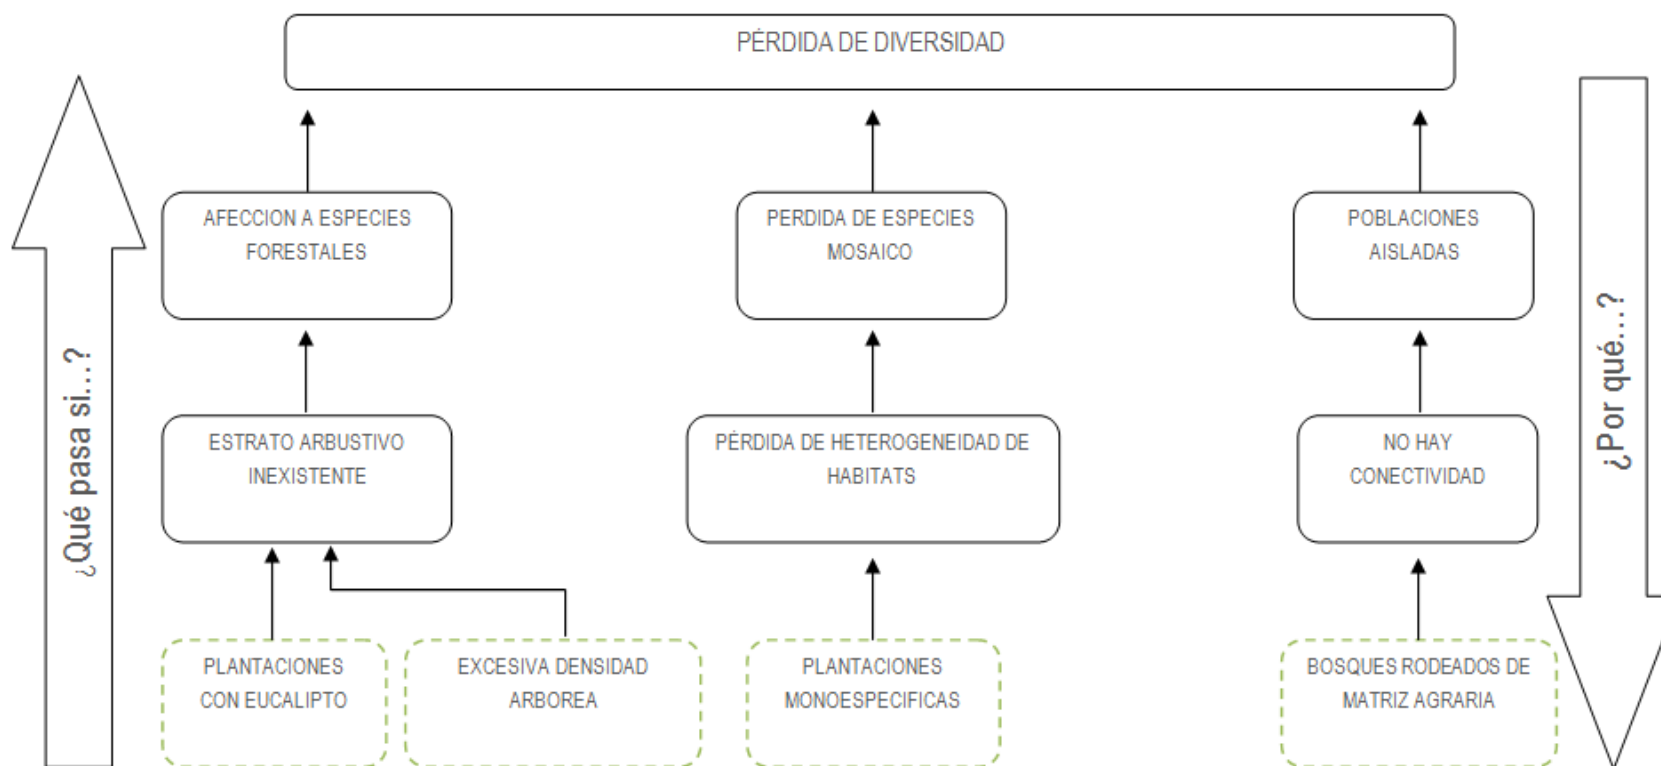 PÉRDIDA DE DIVERSIDAD
¿Qué pasa si...?
¿Por qué...?
AFECCION A ESPECIES
FORESTALES
PERDIDA DE ESPECIES
MOSAICO
POBLACIONES
AISLADAS
ESTRATO ARBUSTIVO
INEXISTENTE
PÉRDIDA DE HETEROGENEIDAD DE
HABITATS
NO HAY
CONECTIVIDAD
PLANTACIONES
CON EUCALIPTO
EXCESIVA DENSIDAD
ARBOREA
PLANTACIONES
MONOESPECIFICAS
BOSQUES RODEADOS DE
MATRIZ AGRARIA